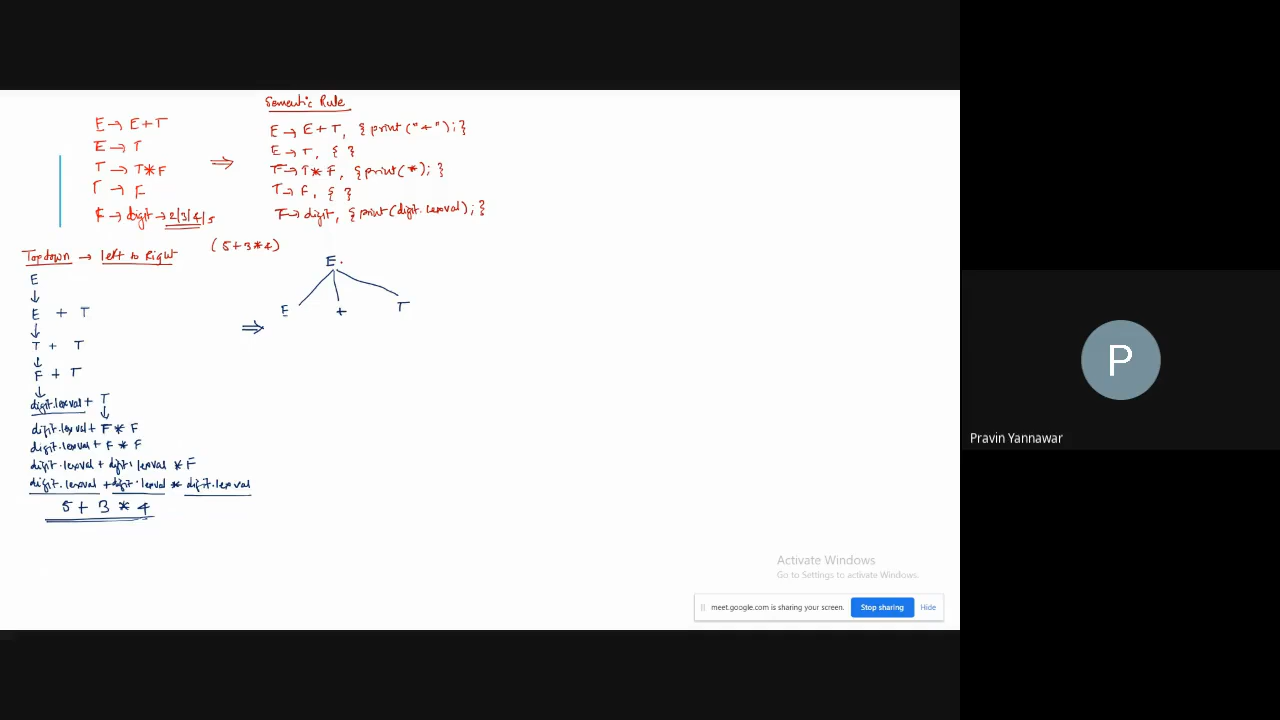 Semantic Rule
E → E + T
E → T
T → T * F
T → F
F → digit → 2/3/4/5
⇒
E → E + T, { print("+"); }
E → T, { }
T → T * F, { print(*); }
T → F, { }
F → digit, { print(digit.lexval); }
Topdown → left to Right
(5+3*4)
E
↓
E + T
↓
T + T
↓
F + T
↓
digit.lexval + T
↓
digit.lexval + F * F
digit.lexval + F * F
digit.lexval + digit.lexval * F
digit.lexval + digit.lexval * digit.lexval
5 + 3 * 4
⇒
E.
E + T
P
Pravin Yannawar
Activate Windows
Go to Settings to activate Windows.
meet.google.com is sharing your screen. Stop sharing Hide